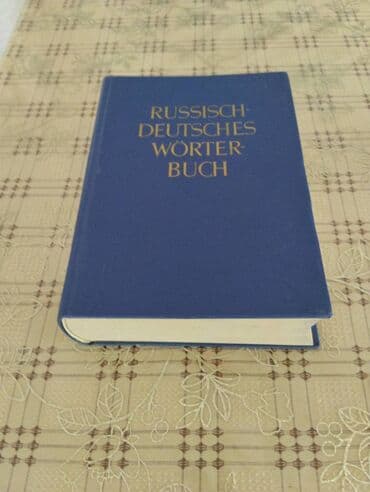 RUSSISCH-
DEUTSCHES
WÖRTER-
BUCH